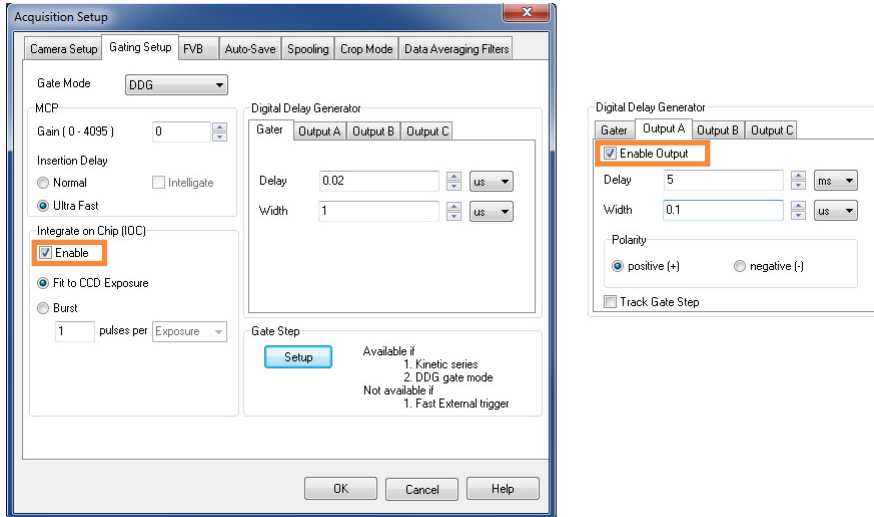 Acquisition Setup
Camera Setup Gating Setup FVB Auto-Save Spooling Crop Mode Data Averaging Filters
Gate Mode DDG
MCP
Gain ( 0 - 4095 ) 0
Insertion Delay
Normal Intelligate
Ultra Fast
Integrate on Chip (IOC)
Enable
Fit to CCD Exposure
Burst
1 pulses per Exposure
Digital Delay Generator
Gater Output A Output B Output C
Delay 0.02 us
Width 1 us
Gate Step
Setup
Available if
1. Kinetic series
2. DDG gate mode
Not available if
1. Fast External trigger
OK Cancel Help
Digital Delay Generator
Gater Output A Output B Output C
Enable Output
Delay 5 ms
Width 0.1 us
Polarity
positive (+) negative (-)
Track Gate Step